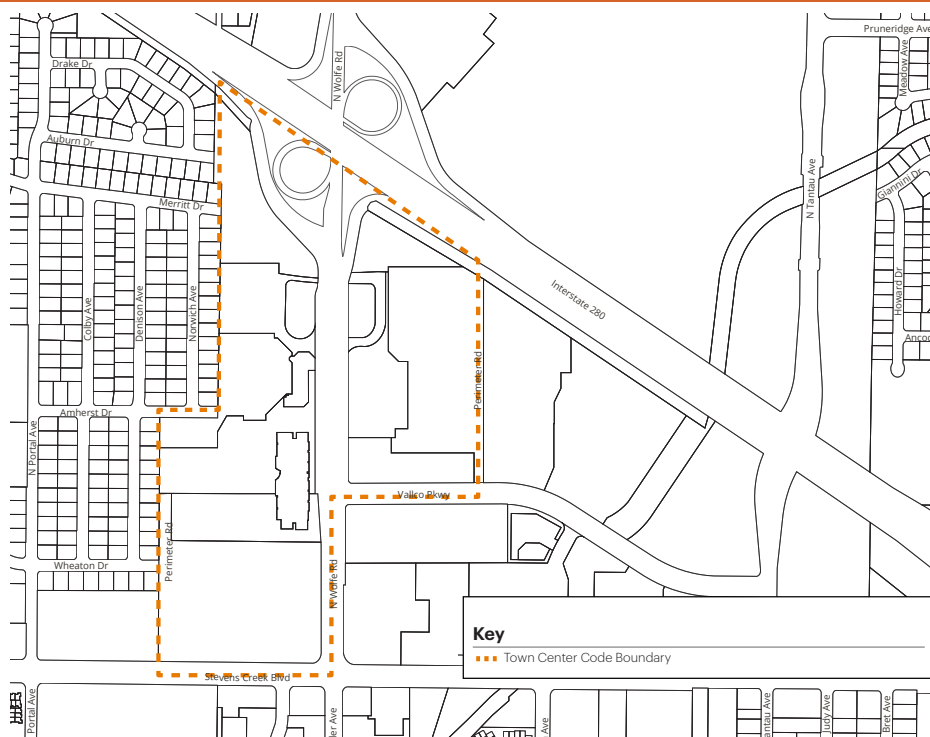 Pruneridge Ave
Meadow Ave
N Wolfe Rd
Drake Dr
Auburn Dr
Merritt Dr
N Tantau Ave
Giannini Dr
Howard Dr
Interstate 280
Colby Ave
Denison Ave
Norwich Ave
Perimeter Rd
Amherst Dr
N Portal Ave
Vallco Pkwy
Perimeter Rd
N Wolfe Rd
Wheaton Dr
Key
Town Center Code Boundary
Stevens Creek Blvd
Portal Ave
Ave
Ave
Judy Ave
Bret Ave